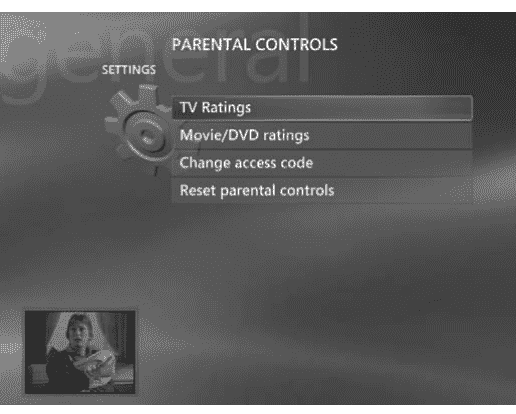 general
PARENTAL CONTROLS
SETTINGS
TV Ratings
Movie/DVD ratings
Change access code
Reset parental controls